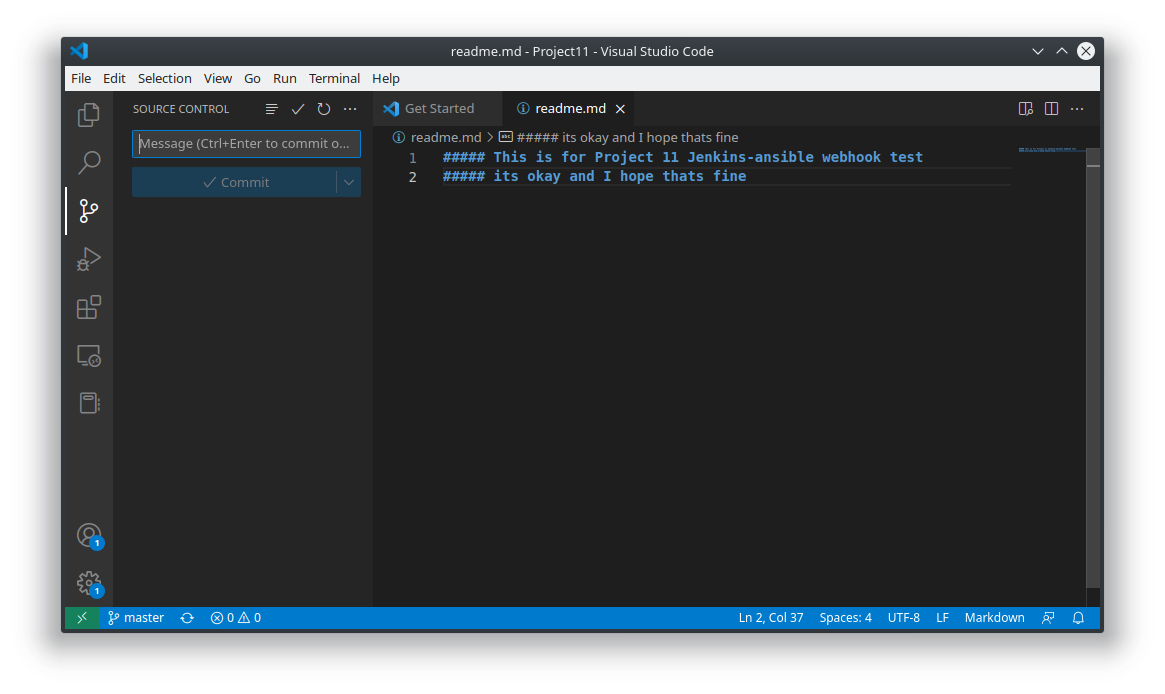 readme.md - Project11 - Visual Studio Code
File Edit Selection View Go Run Terminal Help
SOURCE CONTROL
Message (Ctrl+Enter to commit o...
Commit
Get Started
readme.md
readme.md > abc ##### its okay and I hope thats fine
1 ##### This is for Project 11 Jenkins-ansible webhook test
2 ##### its okay and I hope thats fine
1
1
master 0 0 Ln 2, Col 37 Spaces: 4 UTF-8 LF Markdown